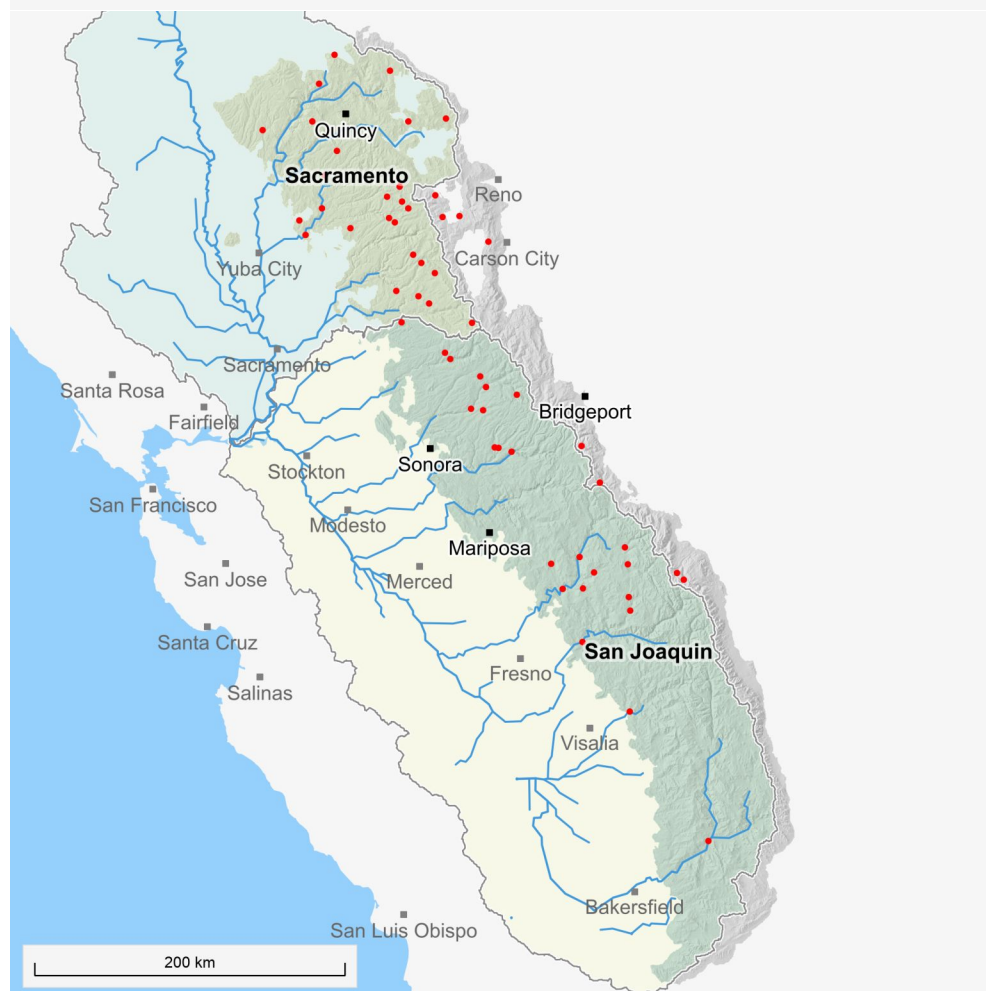 Quincy
Sacramento
Reno
Yuba City
Carson City
Sacramento
Santa Rosa
Fairfield
Bridgeport
Stockton
Sonora
San Francisco
Modesto
Mariposa
San Jose
Merced
Santa Cruz
San Joaquin
Fresno
Salinas
Visalia
Bakersfield
San Luis Obispo
200 km